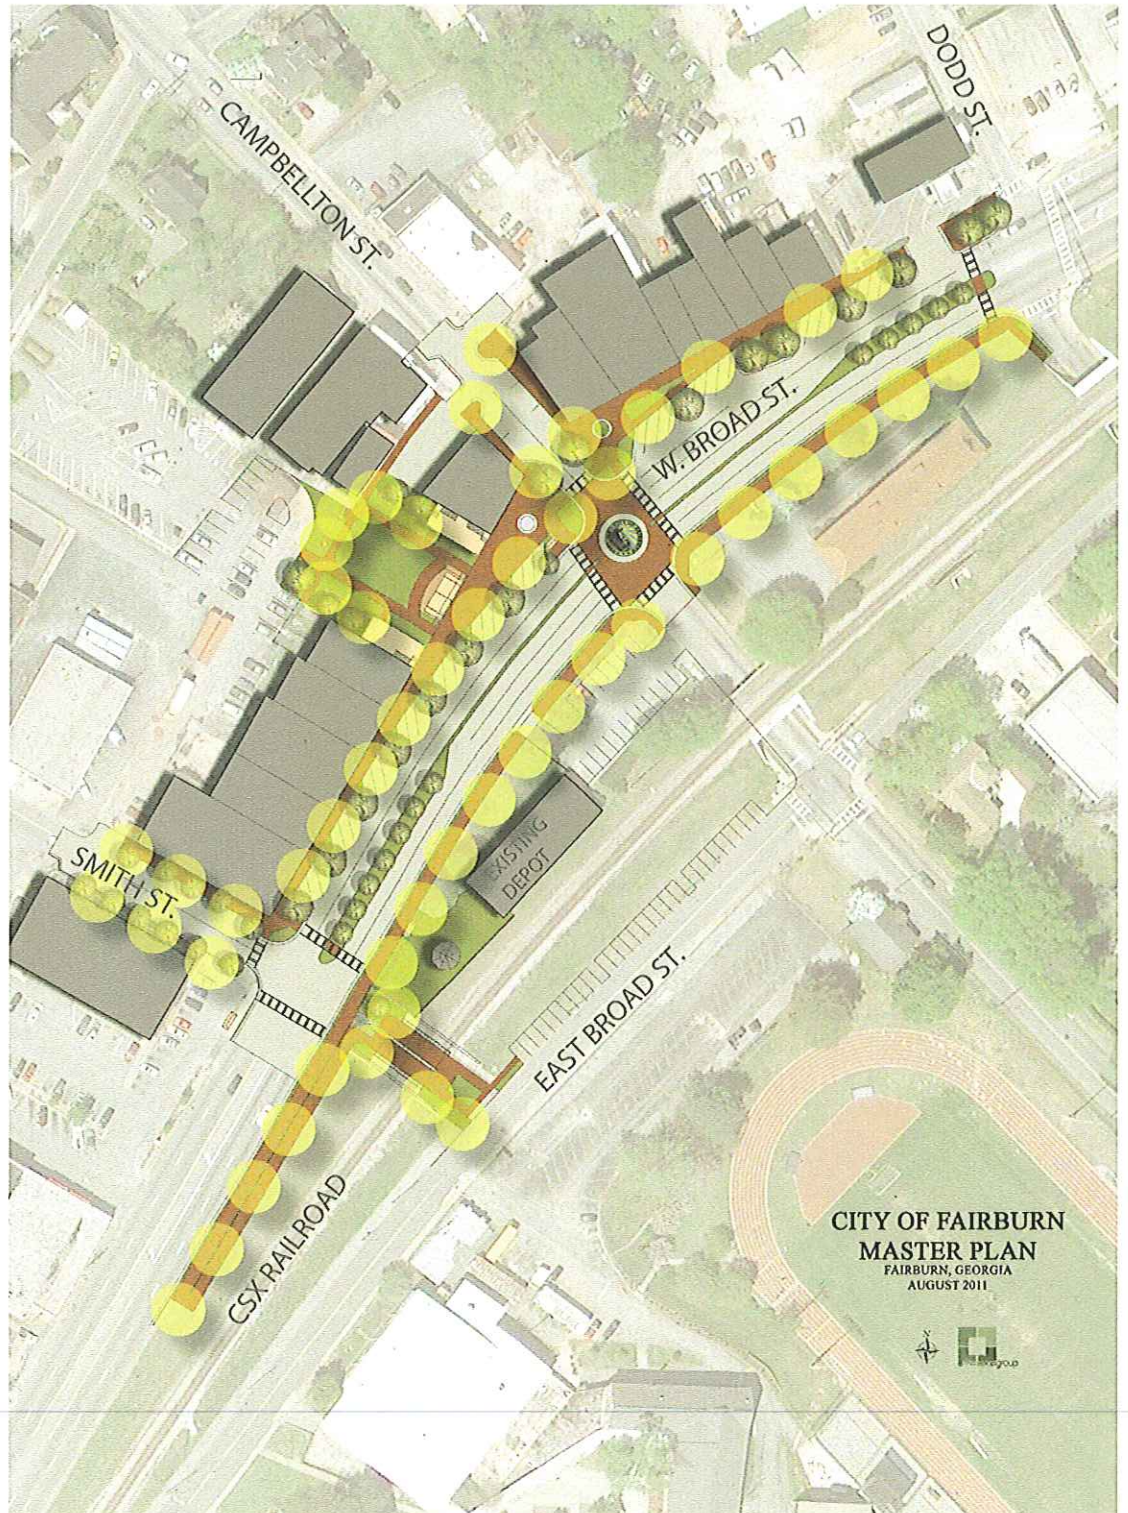 DODD ST.
CAMPBELLTON ST.
W. BROAD ST.
EXISTING
DEPOT
SMITH ST.
EAST BROAD ST.
CSX RAILROAD
CITY OF FAIRBURN
MASTER PLAN
FAIRBURN, GEORGIA
AUGUST 2011
N